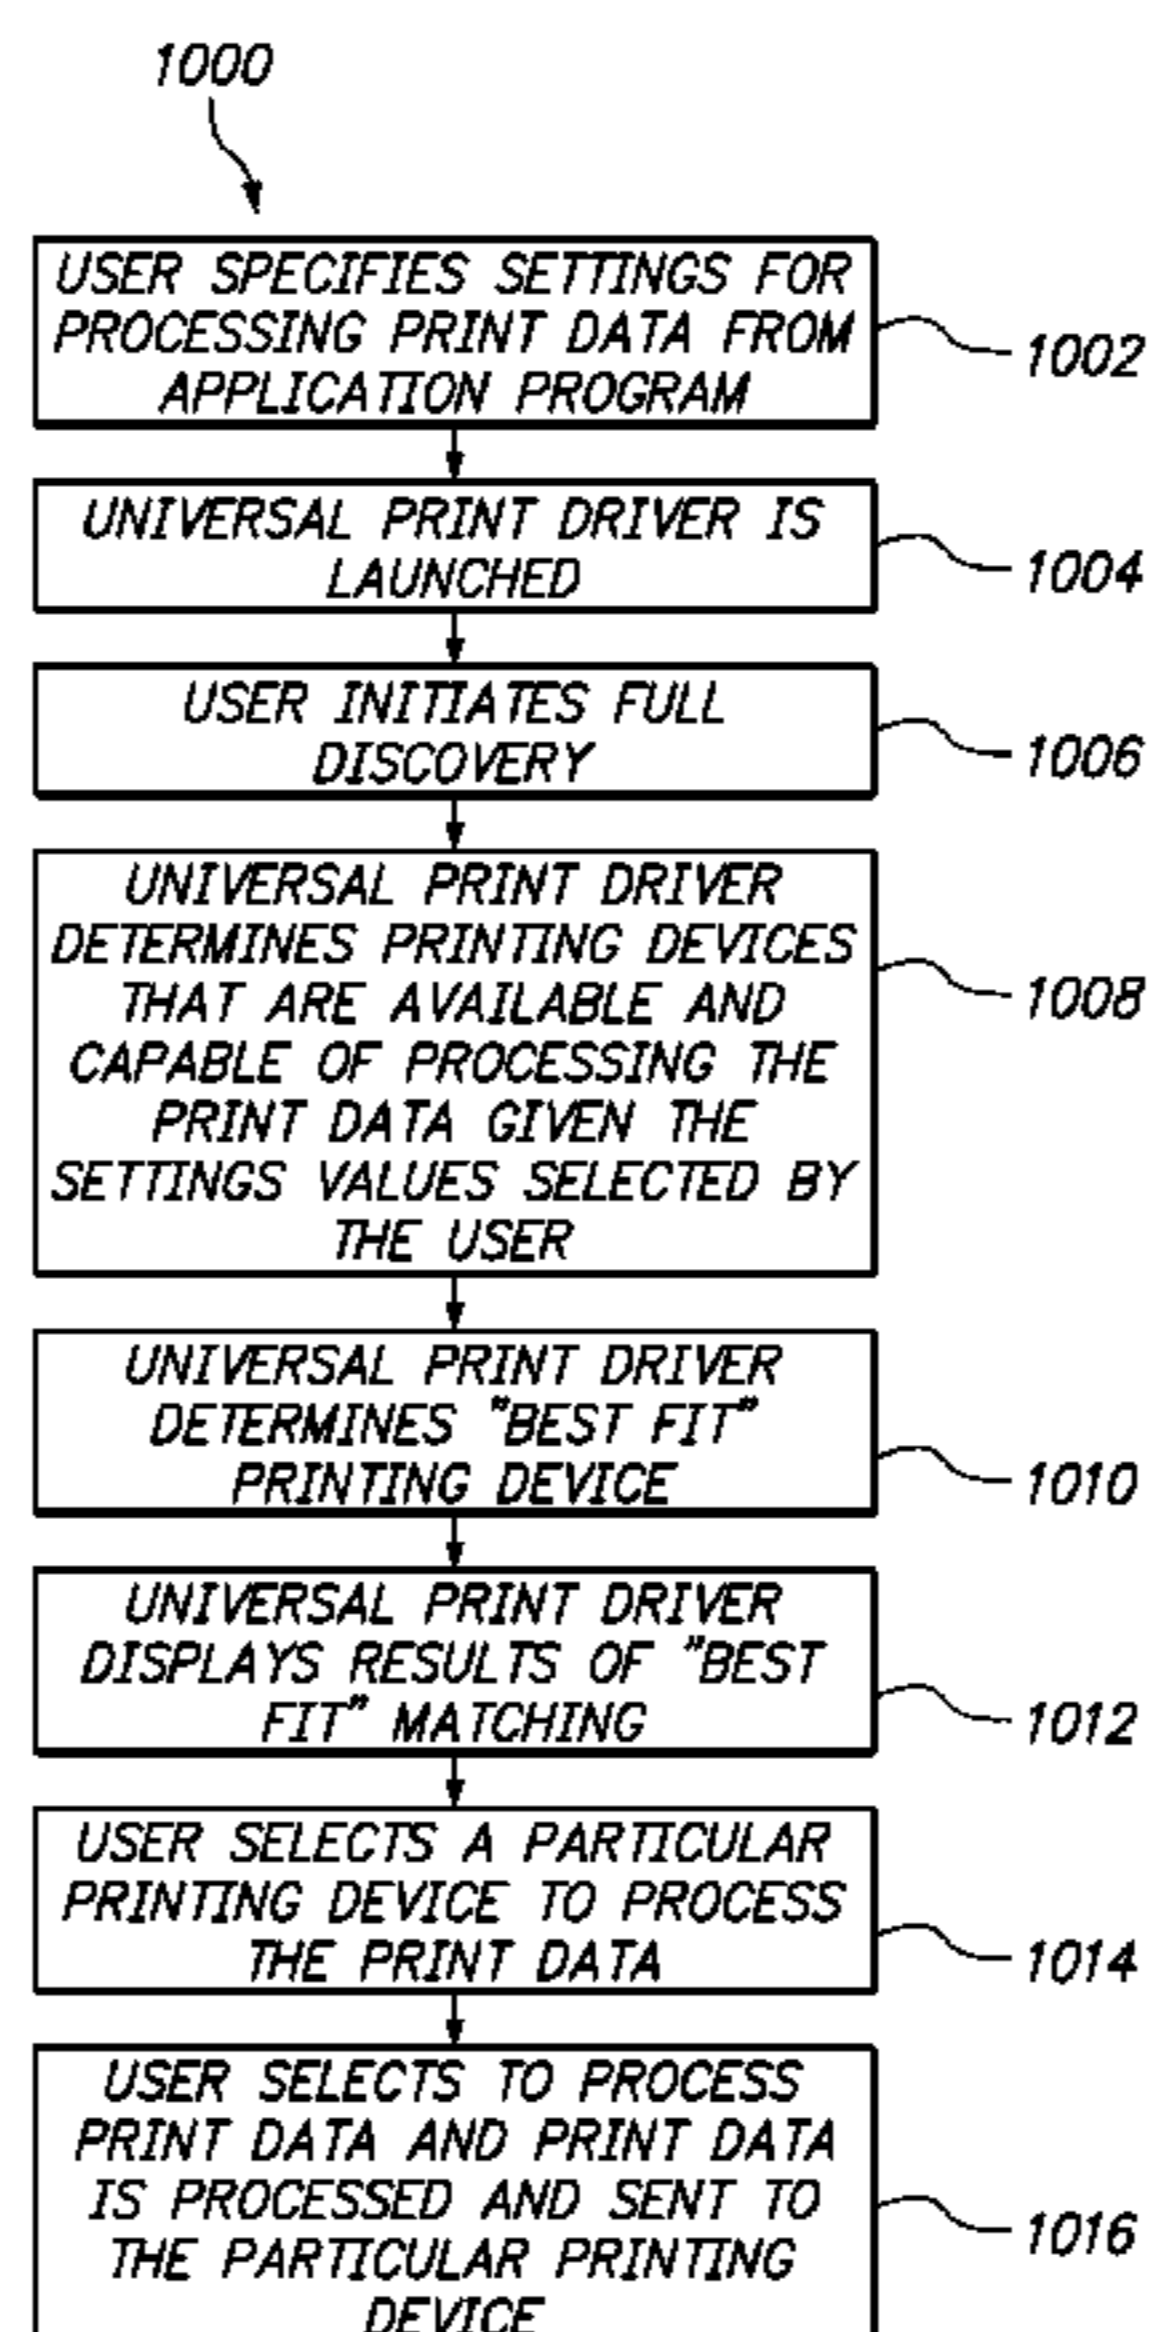 1000
USER SPECIFIES SETTINGS FOR
PROCESSING PRINT DATA FROM
APPLICATION PROGRAM
1002
UNIVERSAL PRINT DRIVER IS
LAUNCHED
1004
USER INITIATES FULL
DISCOVERY
1006
UNIVERSAL PRINT DRIVER
DETERMINES PRINTING DEVICES
THAT ARE AVAILABLE AND
CAPABLE OF PROCESSING THE
PRINT DATA GIVEN THE
SETTINGS VALUES SELECTED BY
THE USER
1008
UNIVERSAL PRINT DRIVER
DETERMINES "BEST FIT"
PRINTING DEVICE
1010
UNIVERSAL PRINT DRIVER
DISPLAYS RESULTS OF "BEST
FIT" MATCHING
1012
USER SELECTS A PARTICULAR
PRINTING DEVICE TO PROCESS
THE PRINT DATA
1014
USER SELECTS TO PROCESS
PRINT DATA AND PRINT DATA
IS PROCESSED AND SENT TO
THE PARTICULAR PRINTING
DEVICE
1016